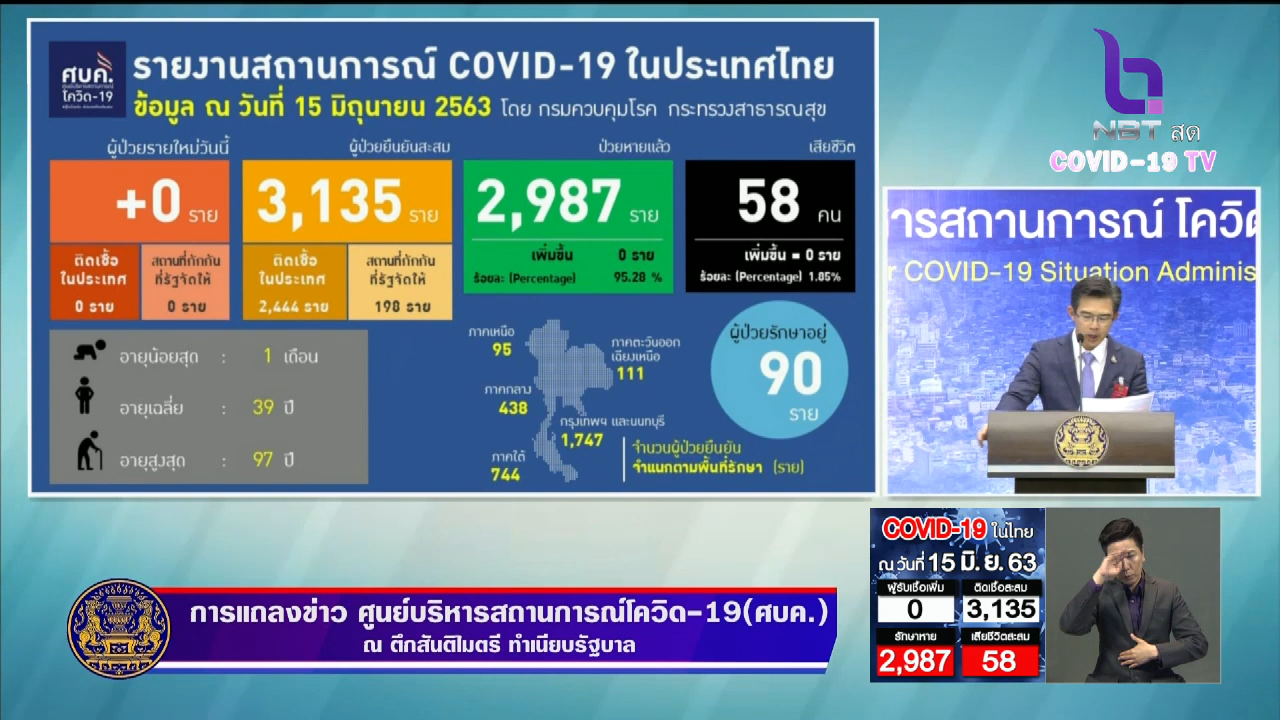 ศบค.
โควิด-19
รายงานสถานการณ์ COVID-19 ในประเทศไทย
ข้อมูล ณ วันที่ 15 มิถุนายน 2563 โดย กรมควบคุมโรค กระทรวงสาธารณสุข
ผู้ป่วยรายใหม่วันนี้
+0 ราย
ติดเชื้อ
ในประเทศ
0 ราย
สถานที่กักกัน
ที่รัฐจัดให้
0 ราย
ผู้ป่วยยืนยันสะสม
3,135 ราย
ติดเชื้อ
ในประเทศ
2,444 ราย
สถานที่กักกัน
ที่รัฐจัดให้
198 ราย
ป่วยหายแล้ว
2,987 ราย
เพิ่มขึ้น 0 ราย
ร้อยละ (Percentage) 95.28 %
เสียชีวิต
58 คน
เพิ่มขึ้น = 0 ราย
ร้อยละ (Percentage) 1.85%
อายุน้อยสุด : 1 เดือน
อายุเฉลี่ย : 39 ปี
อายุสูงสุด : 97 ปี
ภาคเหนือ
95
ภาคตะวันออก
เฉียงเหนือ
111
ภาคกลาง
438
กรุงเทพฯ และนนทบุรี
1,747
ภาคใต้
744
จำนวนผู้ป่วยยืนยัน
จำแนกตามพื้นที่รักษา (ราย)
ผู้ป่วยรักษาอยู่
90
ราย
NBT สด
COVID-19 TV
ารสถานการณ์ โควิด
r COVID-19 Situation Adminis
COVID-19 ในไทย
ณ วันที่ 15 มิ.ย. 63
ผู้รับเชื้อเพิ่ม
0
ติดเชื้อสะสม
3,135
รักษาหาย
2,987
เสียชีวิตสะสม
58
การแถลงข่าว ศูนย์บริหารสถานการณ์โควิด-19(ศบค.)
ณ ตึกสันติไมตรี ทำเนียบรัฐบาล